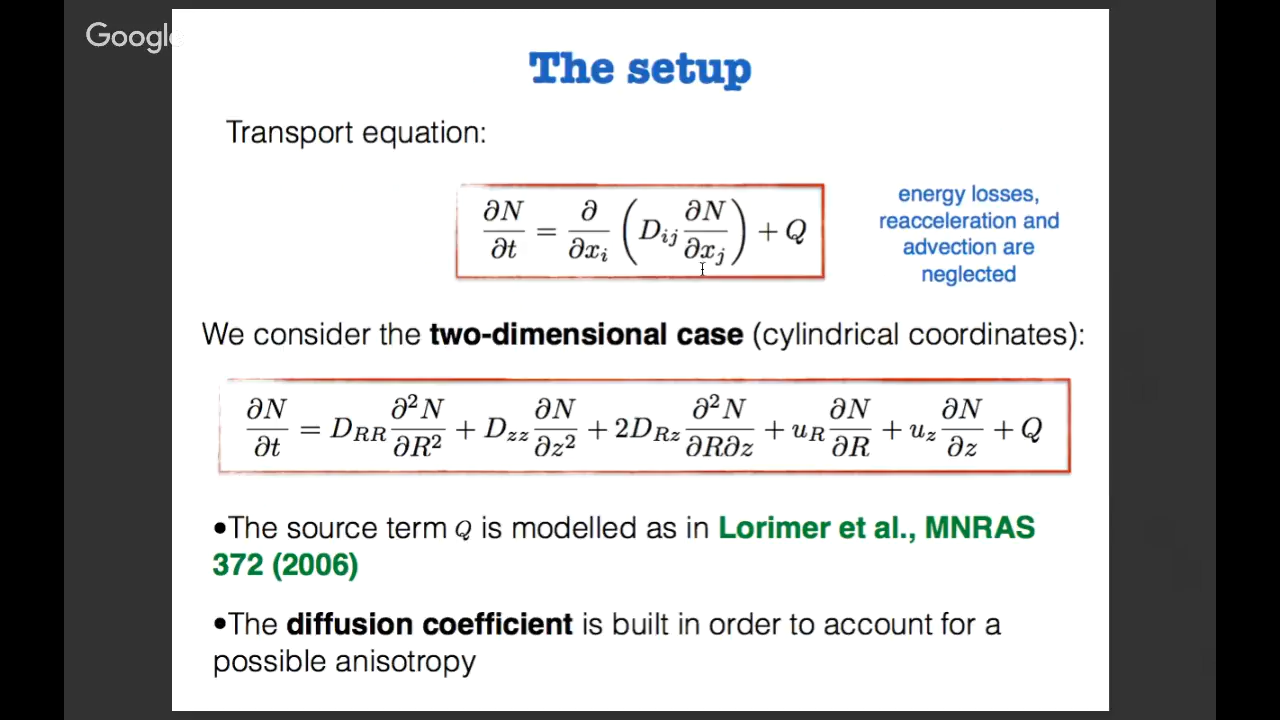 Google
The setup
Transport equation:
∂N/∂t = ∂/∂x_i (D_ij ∂N/∂x_j) + Q
energy losses,
reacceleration and
advection are
neglected
We consider the two-dimensional case (cylindrical coordinates):
∂N/∂t = D_RR ∂²N/∂R² + D_zz ∂N/∂z² + 2D_Rz ∂²N/∂R∂z + u_R ∂N/∂R + u_z ∂N/∂z + Q
•The source term Q is modelled as in Lorimer et al., MNRAS
372 (2006)
•The diffusion coefficient is built in order to account for a
possible anisotropy